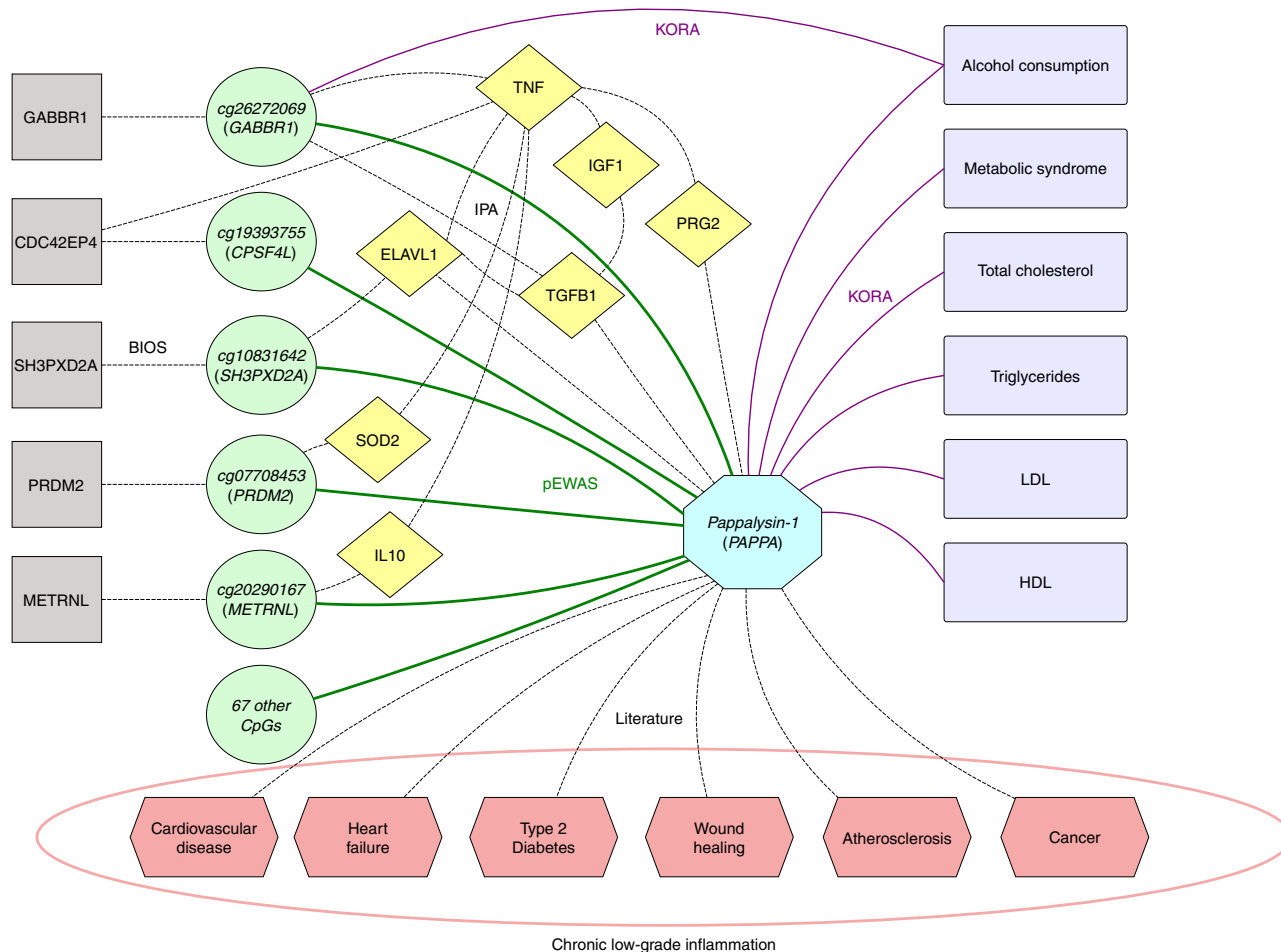 KORA
Alcohol consumption
TNF
GABBR1
cg26272069
(GABBR1)
IGF1
Metabolic syndrome
IPA
PRG2
CDC42EP4
cg19393755
(CPSF4L)
ELAVL1
TGFB1
Total cholesterol
KORA
BIOS
SH3PXD2A
cg10831642
(SH3PXD2A)
Triglycerides
SOD2
PRDM2
cg07708453
(PRDM2)
pEWAS
LDL
Pappalysin-1
(PAPPA)
IL10
HDL
METRNL
cg20290167
(METRNL)
67 other
CpGs
Literature
Cardiovascular
disease
Heart
failure
Type 2
Diabetes
Wound
healing
Atherosclerosis
Cancer
Chronic low-grade inflammation